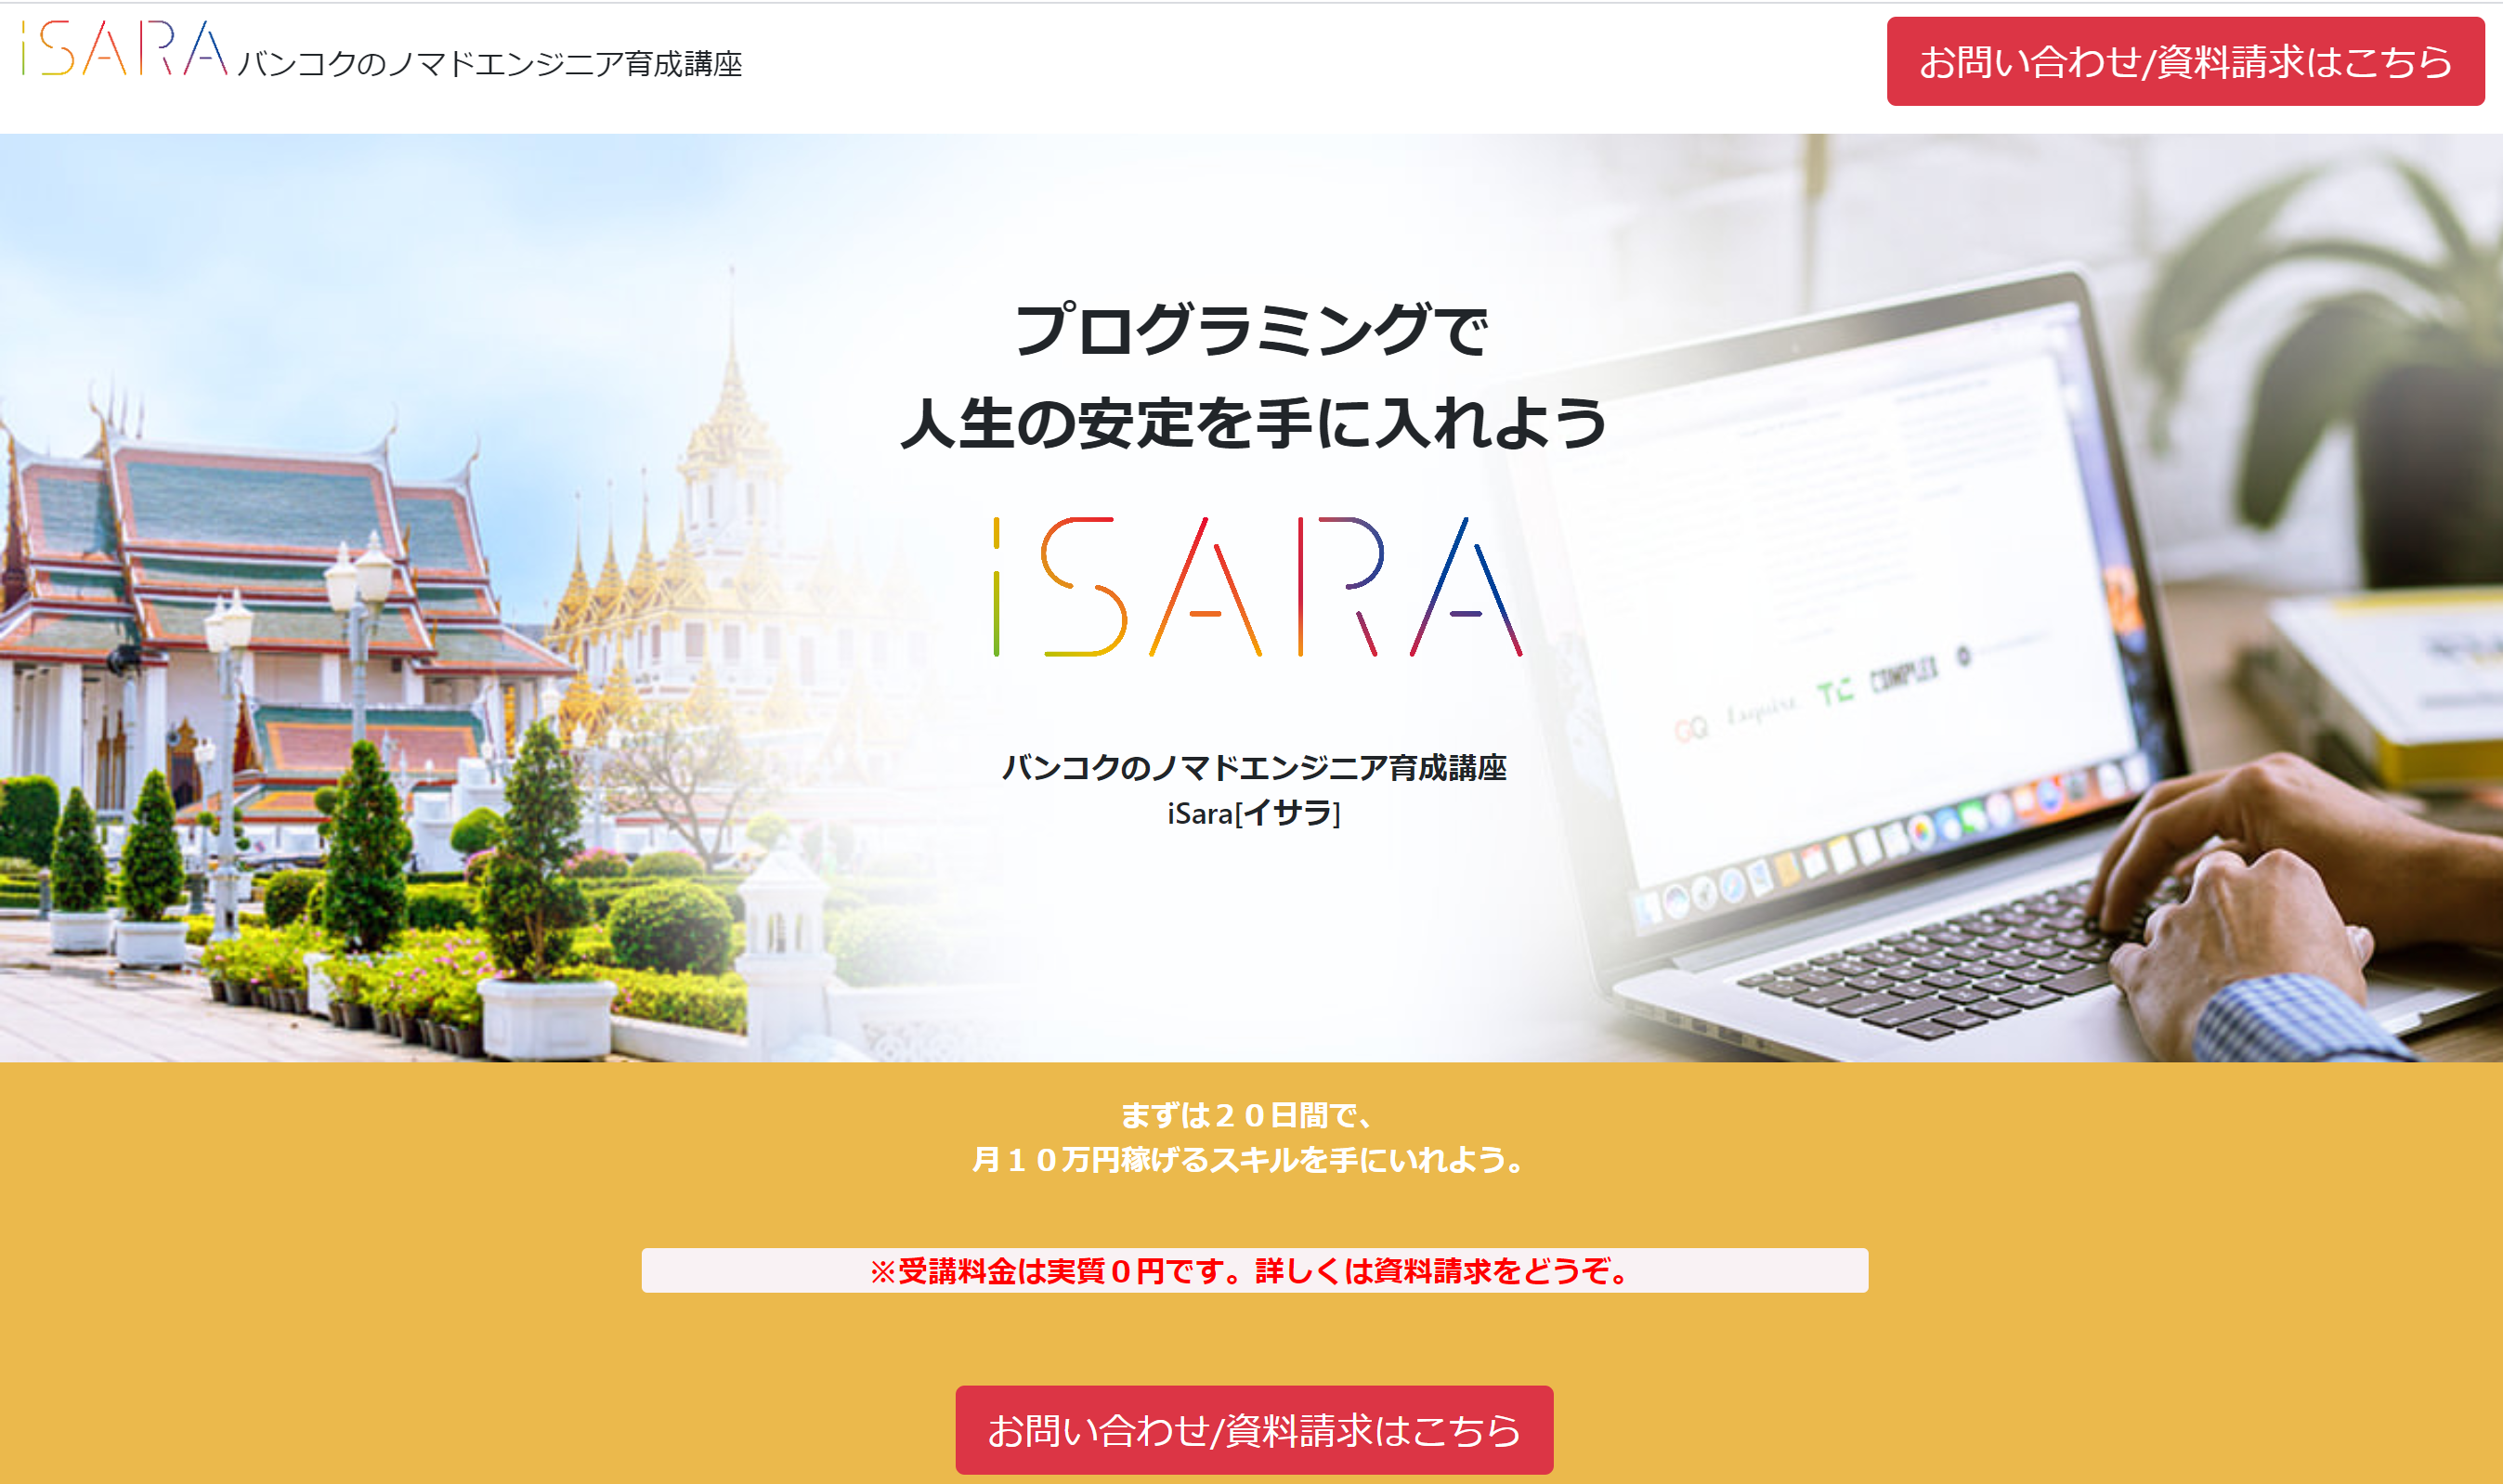 iSARA バンコクのノマドエンジニア育成講座
お問い合わせ/資料請求はこちら
プログラミングで
人生の安定を手に入れよう
iSARA
GQ Esquire TC COMPLEX
バンコクのノマドエンジニア育成講座
iSara[イサラ]
まずは２０日間で、
月１０万円稼げるスキルを手にいれよう。
※受講料金は実質０円です。詳しくは資料請求をどうぞ。
お問い合わせ/資料請求はこちら